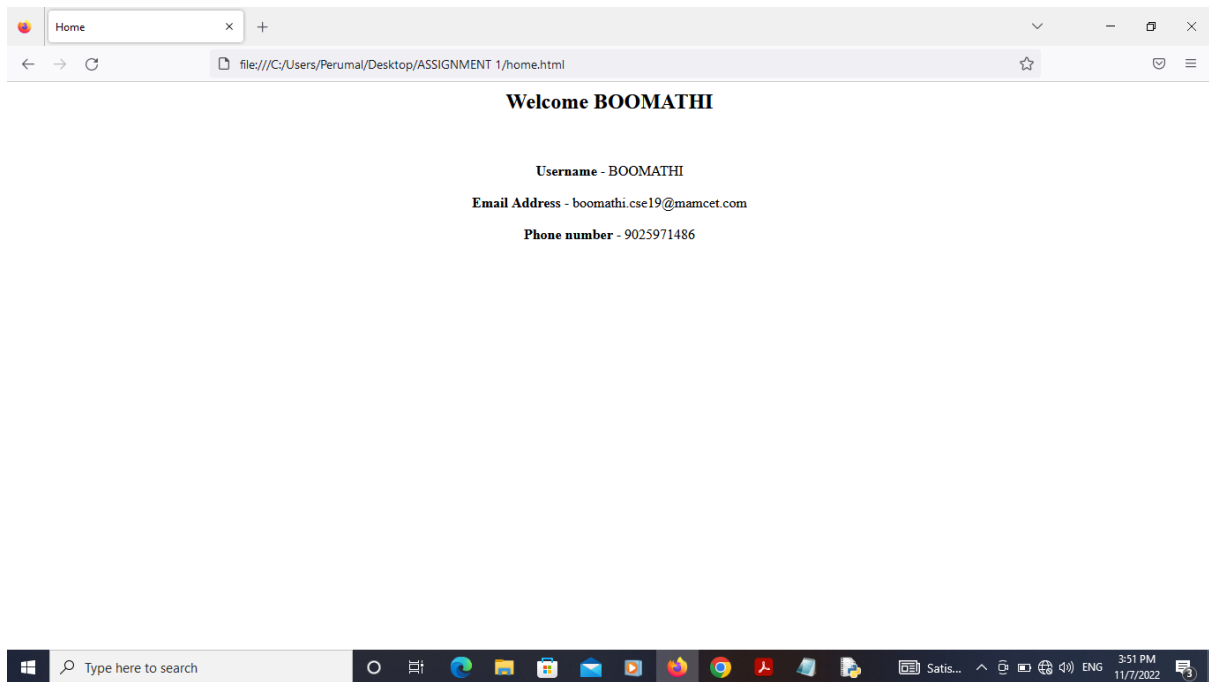 Home
file:///C:/Users/Perumal/Desktop/ASSIGNMENT 1/home.html
Welcome BOOMATHI
Username - BOOMATHI
Email Address - boomathi.cse19@mamcet.com
Phone number - 9025971486
Type here to search
Satis...
ENG
3:51 PM
11/7/2022
3